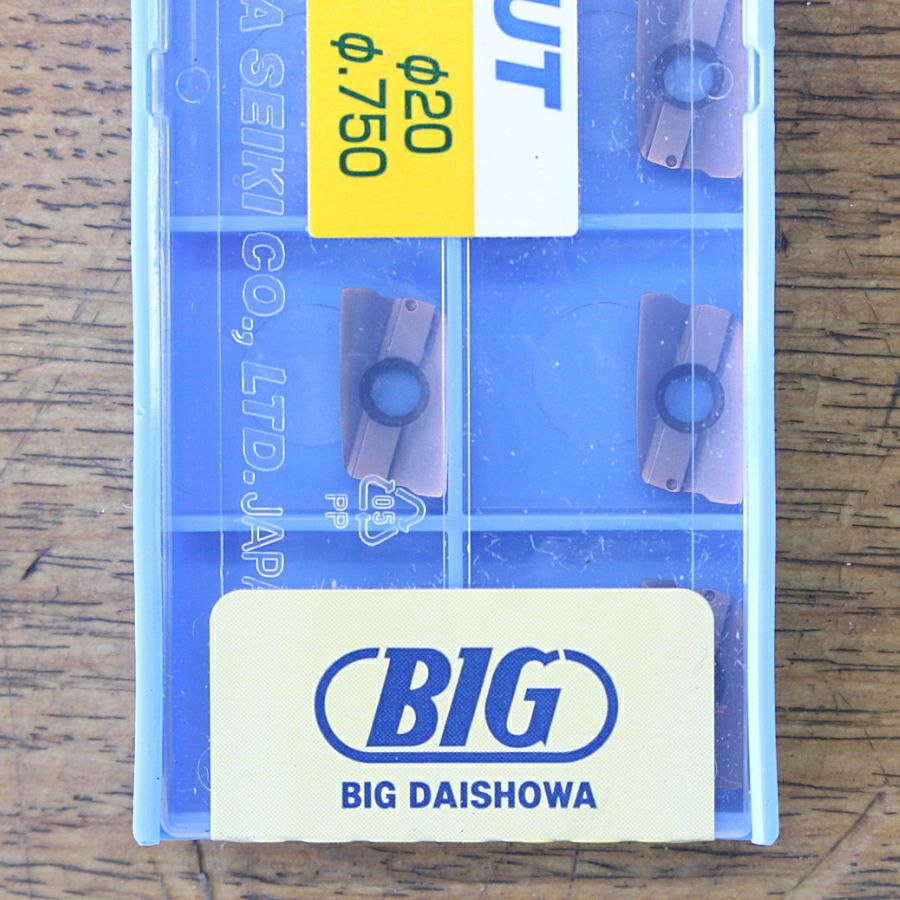 UT
φ20
φ.750
A SEIKI CO., LTD. JAPA
05
PP
BIG
BIG DAISHOWA